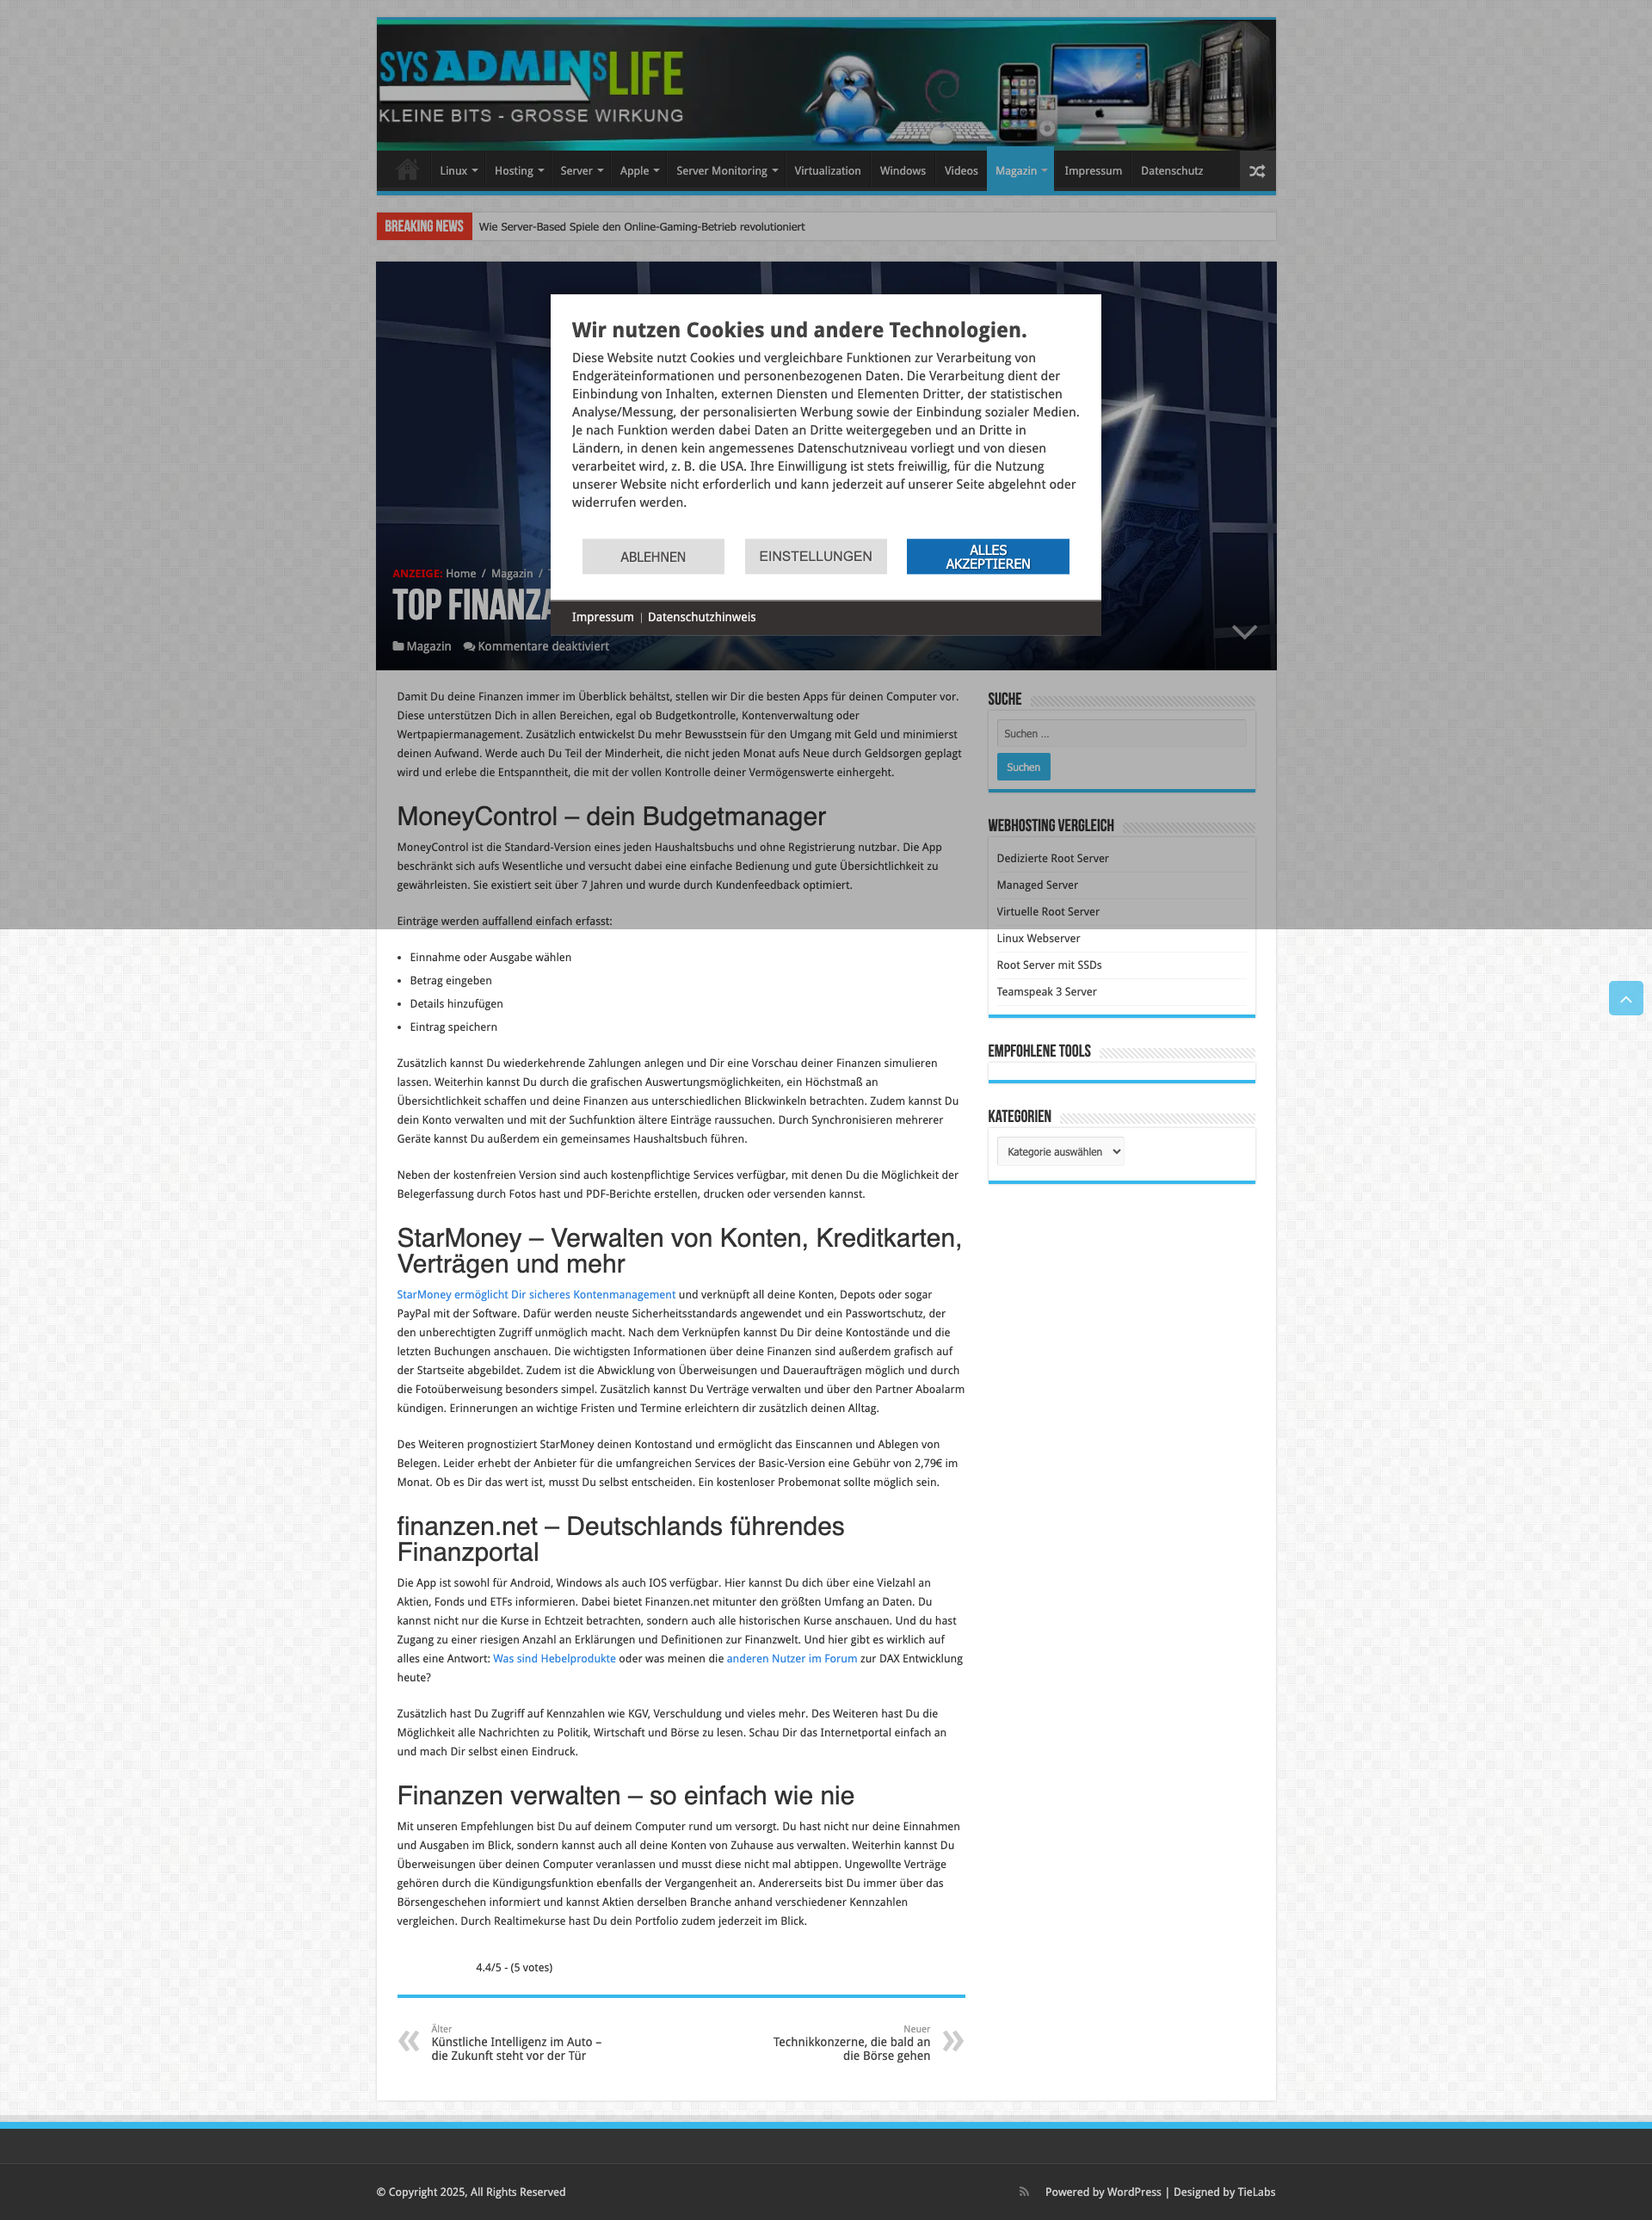 SYSADMINSLIFE
KLEINE BITS - GROSSE WIRKUNG
Linux Hosting Server Apple Server Monitoring Virtualization Windows Videos Magazin Impressum Datenschutz
BREAKING NEWS Wie Server-Based Spiele den Online-Gaming-Betrieb revolutioniert
Wir nutzen Cookies und andere Technologien.
Diese Website nutzt Cookies und vergleichbare Funktionen zur Verarbeitung von
Endgeräteinformationen und personenbezogenen Daten. Die Verarbeitung dient der
Einbindung von Inhalten, externen Diensten und Elementen Dritter, der statistischen
Analyse/Messung, der personalisierten Werbung sowie der Einbindung sozialer Medien.
Je nach Funktion werden dabei Daten an Dritte weitergegeben und an Dritte in
Ländern, in denen kein angemessenes Datenschutzniveau vorliegt und von diesen
verarbeitet wird, z. B. die USA. Ihre Einwilligung ist stets freiwillig, für die Nutzung
unserer Website nicht erforderlich und kann jederzeit auf unserer Seite abgelehnt oder
widerrufen werden.
ABLEHNEN
EINSTELLUNGEN
ALLES
AKZEPTIEREN
Impressum | Datenschutzhinweis
ANZEIGE: Home / Magazin /
TOP
Magazin Kommentare deaktiviert
Damit Du deine Finanzen immer im Überblick behältst, stellen wir Dir die besten Apps für deinen Computer vor.
Diese unterstützen Dich in allen Bereichen, egal ob Budgetkontrolle, Kontenverwaltung oder
Wertpapiermanagement. Zusätzlich entwickelst Du mehr Bewusstsein für den Umgang mit Geld und minimierst
deinen Aufwand. Werde auch Du Teil der Minderheit, die nicht jeden Monat aufs Neue durch Geldsorgen geplagt
wird und erlebe die Entspanntheit, die mit der vollen Kontrolle deiner Vermögenswerte einhergeht.
MoneyControl – dein Budgetmanager
MoneyControl ist die Standard-Version eines jeden Haushaltsbuchs und ohne Registrierung nutzbar. Die App
beschränkt sich aufs Wesentliche und versucht dabei eine einfache Bedienung und gute Übersichtlichkeit zu
gewährleisten. Sie existiert seit über 7 Jahren und wurde durch Kundenfeedback optimiert.
Einträge werden auffallend einfach erfasst:
• Einnahme oder Ausgabe wählen
• Betrag eingeben
• Details hinzufügen
• Eintrag speichern
Zusätzlich kannst Du wiederkehrende Zahlungen anlegen und Dir eine Vorschau deiner Finanzen simulieren
lassen. Weiterhin kannst Du durch die grafischen Auswertungsmöglichkeiten, ein Höchstmaß an
Übersichtlichkeit schaffen und deine Finanzen aus unterschiedlichen Blickwinkeln betrachten. Zudem kannst Du
dein Konto verwalten und mit der Suchfunktion ältere Einträge raussuchen. Durch Synchronisieren mehrerer
Geräte kannst Du außerdem ein gemeinsames Haushaltsbuch führen.
Neben der kostenfreien Version sind auch kostenpflichtige Services verfügbar, mit denen Du die Möglichkeit der
Belegerfassung durch Fotos hast und PDF-Berichte erstellen, drucken oder versenden kannst.
StarMoney – Verwalten von Konten, Kreditkarten,
Verträgen und mehr
StarMoney ermöglicht Dir sicheres Kontenmanagement und verknüpft all deine Konten, Depots oder sogar
PayPal mit der Software. Dafür werden neuste Sicherheitsstandards angewendet und ein Passwortschutz, der
den unberechtigten Zugriff unmöglich macht. Nach dem Verknüpfen kannst Du Dir deine Kontostände und die
letzten Buchungen anschauen. Die wichtigsten Informationen über deine Finanzen sind außerdem grafisch auf
der Startseite abgebildet. Zudem ist die Abwicklung von Überweisungen und Daueraufträgen möglich und durch
die Fotoüberweisung besonders simpel. Zusätzlich kannst Du Verträge verwalten und über den Partner Aboalarm
kündigen. Erinnerungen an wichtige Fristen und Termine erleichtern dir zusätzlich deinen Alltag.
Des Weiteren prognostiziert StarMoney deinen Kontostand und ermöglicht das Einscannen und Ablegen von
Belegen. Leider erhebt der Anbieter für die umfangreichen Services der Basic-Version eine Gebühr von 2,79€ im
Monat. Ob es Dir das wert ist, musst Du selbst entscheiden. Ein kostenloser Probemonat sollte möglich sein.
finanzen.net – Deutschlands führendes
Finanzportal
Die App ist sowohl für Android, Windows als auch IOS verfügbar. Hier kannst Du dich über eine Vielzahl an
Aktien, Fonds und ETFs informieren. Dabei bietet Finanzen.net mitunter den größten Umfang an Daten. Du
kannst nicht nur die Kurse in Echtzeit betrachten, sondern auch alle historischen Kurse anschauen. Und du hast
Zugang zu einer riesigen Anzahl an Erklärungen und Definitionen zur Finanzwelt. Und hier gibt es wirklich auf
alles eine Antwort: Was sind Hebelprodukte oder was meinen die anderen Nutzer im Forum zur DAX Entwicklung
heute?
Zusätzlich hast Du Zugriff auf Kennzahlen wie KGV, Verschuldung und vieles mehr. Des Weiteren hast Du die
Möglichkeit alle Nachrichten zu Politik, Wirtschaft und Börse zu lesen. Schau Dir das Internetportal einfach an
und mach Dir selbst einen Eindruck.
Finanzen verwalten – so einfach wie nie
Mit unseren Empfehlungen bist Du auf deinem Computer rund um versorgt. Du hast nicht nur deine Einnahmen
und Ausgaben im Blick, sondern kannst auch all deine Konten von Zuhause aus verwalten. Weiterhin kannst Du
Überweisungen über deinen Computer veranlassen und musst diese nicht mal abtippen. Ungewollte Verträge
gehören durch die Kündigungsfunktion ebenfalls der Vergangenheit an. Andererseits bist Du immer über das
Börsengeschehen informiert und kannst Aktien derselben Branche anhand verschiedener Kennzahlen
vergleichen. Durch Realtimekurse hast Du dein Portfolio zudem jederzeit im Blick.
4.4/5 - (5 votes)
Älter
Künstliche Intelligenz im Auto –
die Zukunft steht vor der Tür
Neuer
Technikkonzerne, die bald an
die Börse gehen
SUCHE
Suchen ...
Suchen
WEBHOSTING VERGLEICH
Dedizierte Root Server
Managed Server
Virtuelle Root Server
Linux Webserver
Root Server mit SSDs
Teamspeak 3 Server
EMPFOHLENE TOOLS
KATEGORIEN
Kategorie auswählen
© Copyright 2025, All Rights Reserved
Powered by WordPress | Designed by TieLabs